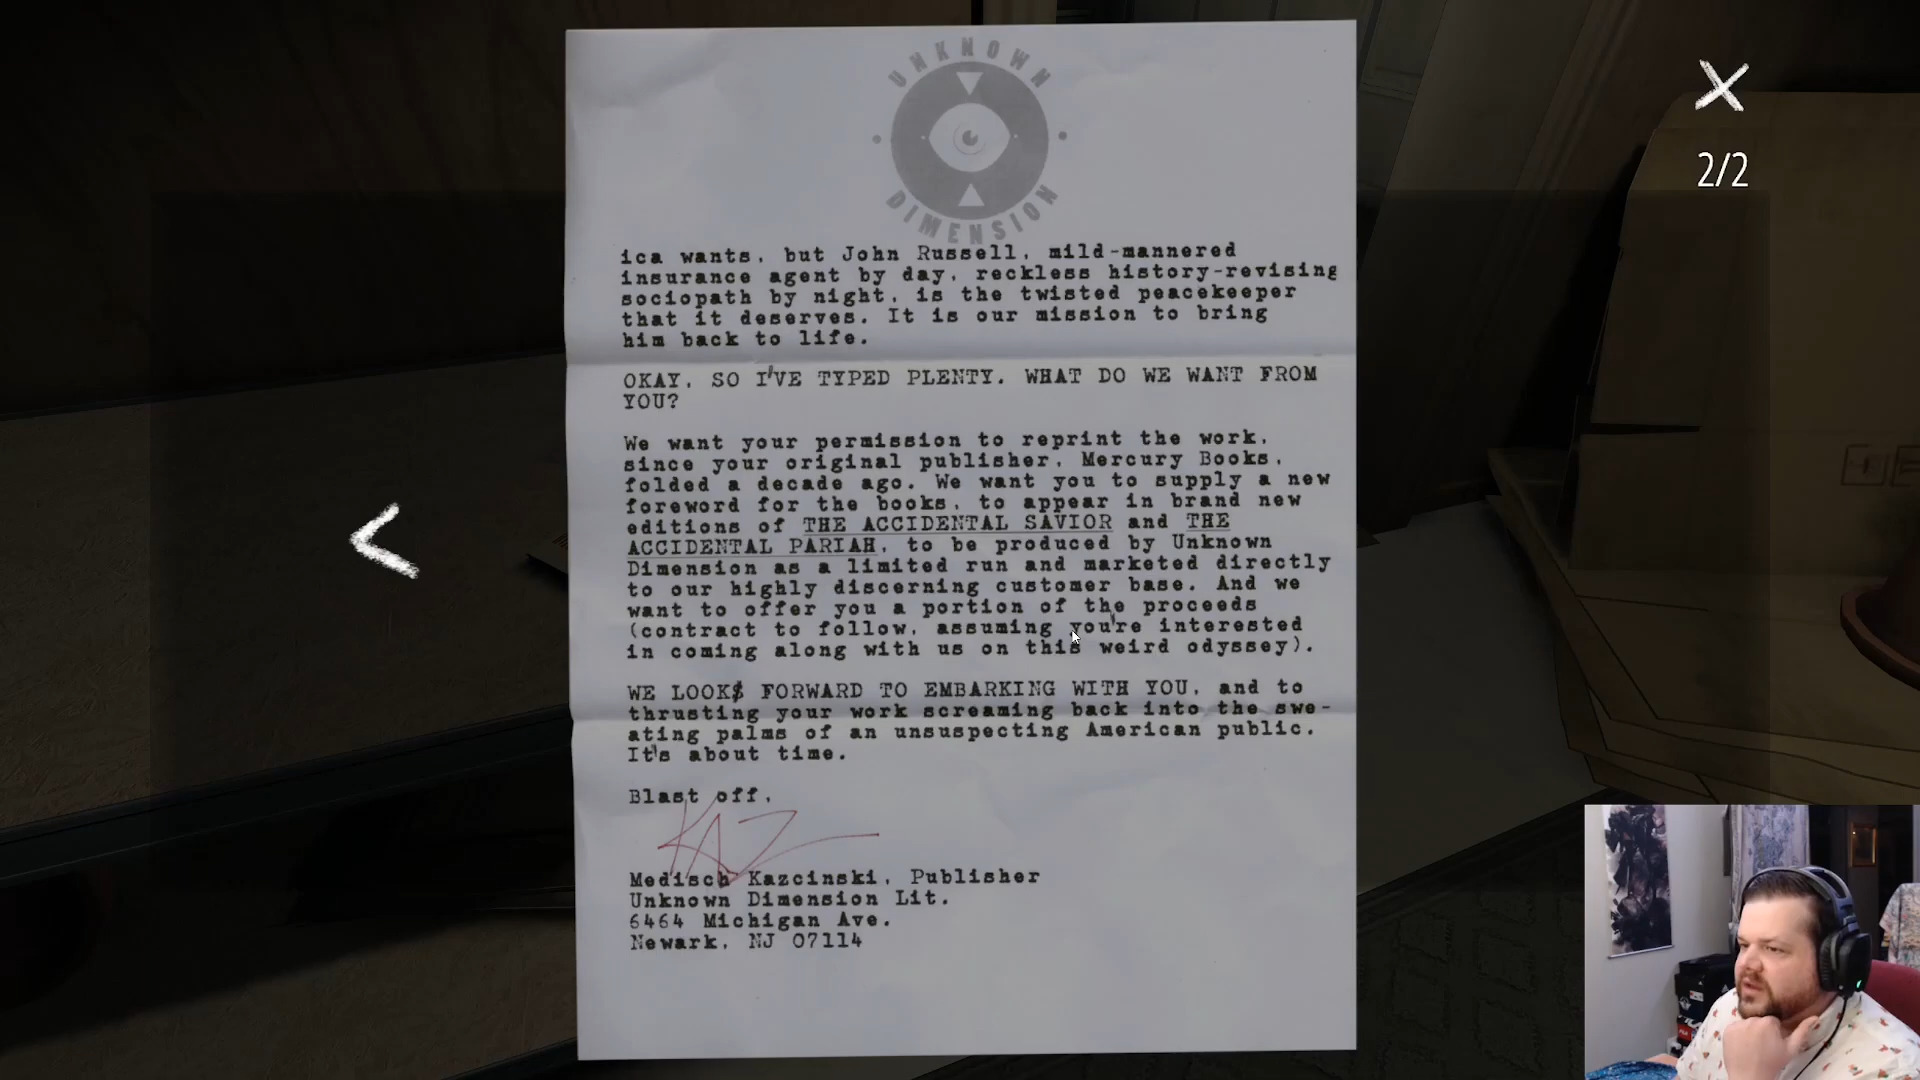 UNKNOWN
DIMENSION
2/2
ica wants, but John Russell, mild-mannered
insurance agent by day, reckless history-revising
sociopath by night, is the twisted peacekeeper
that it deserves. It is our mission to bring
him back to life.
OKAY, SO I'VE TYPED PLENTY. WHAT DO WE WANT FROM
YOU?
We want your permission to reprint the work,
since your original publisher, Mercury Books,
folded a decade ago. We want you to supply a new
foreword for the books, to appear in brand new
editions of THE ACCIDENTAL SAVIOR and THE
ACCIDENTAL PARIAH, to be produced by Unknown
Dimension as a limited run and marketed directly
to our highly discerning customer base. And we
want to offer you a portion of the proceeds
(contract to follow, assuming you're interested
in coming along with us on this weird odyssey).
WE LOOK$ FORWARD TO EMBARKING WITH YOU, and to
thrusting your work screaming back into the swe-
ating palms of an unsuspecting American public.
It's about time.
Blast off,
KAZ
Medisch Kazcinski, Publisher
Unknown Dimension Lit.
6464 Michigan Ave.
Newark, NJ 07114